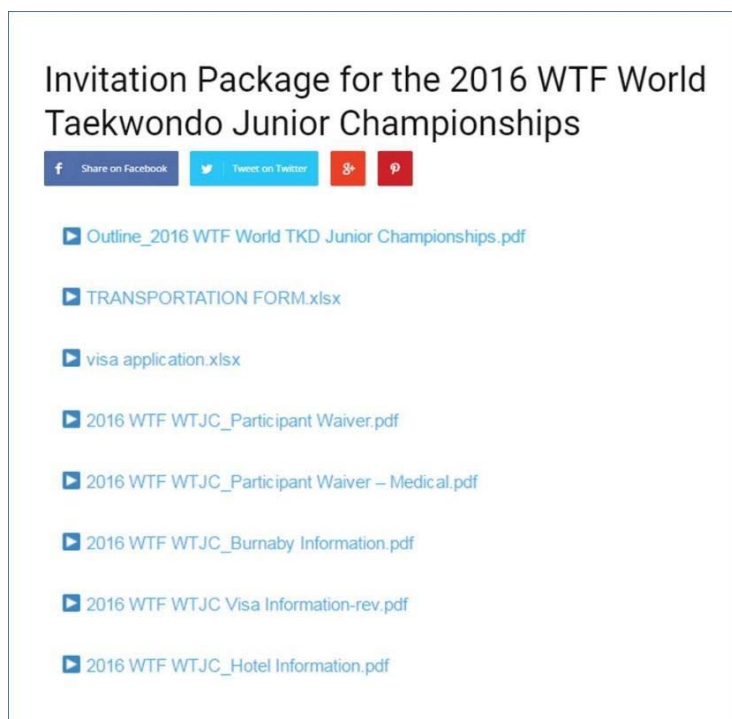 Invitation Package for the 2016 WTF World
Taekwondo Junior Championships
f Share on Facebook Tweet on Twitter g+
Outline_2016 WTF World TKD Junior Championships.pdf
TRANSPORTATION FORM.xlsx
visa application.xlsx
2016 WTF WTJC_Participant Waiver.pdf
2016 WTF WTJC_Participant Waiver – Medical.pdf
2016 WTF WTJC_Burnaby Information.pdf
2016 WTF WTJC Visa Information-rev.pdf
2016 WTF WTJC_Hotel Information.pdf